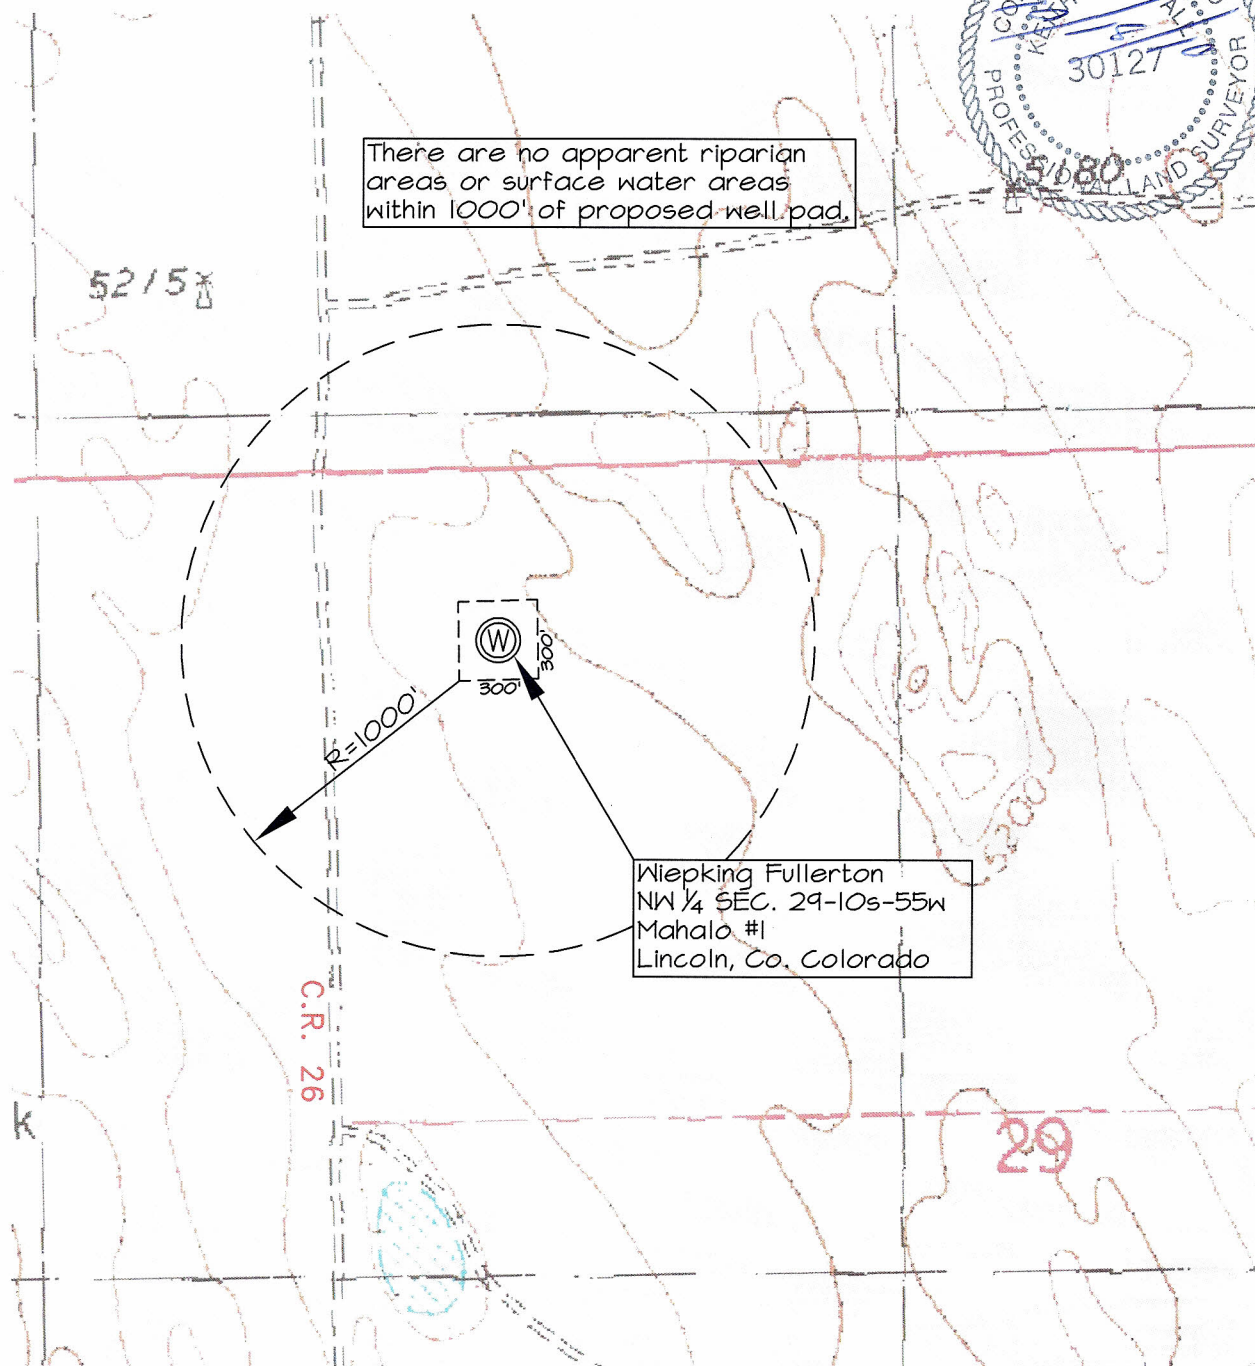 30127
PROFESSIONAL LAND SURVEYOR
5180
There are no apparent riparian
areas or surface water areas
within 1000' of proposed well pad.
5215
W
300'
300'
R=1000'
5200
Wiepking Fullerton
NW 1/4 SEC. 29-10s-55w
Mahalo #1
Lincoln, Co. Colorado
C.R. 26
k
29